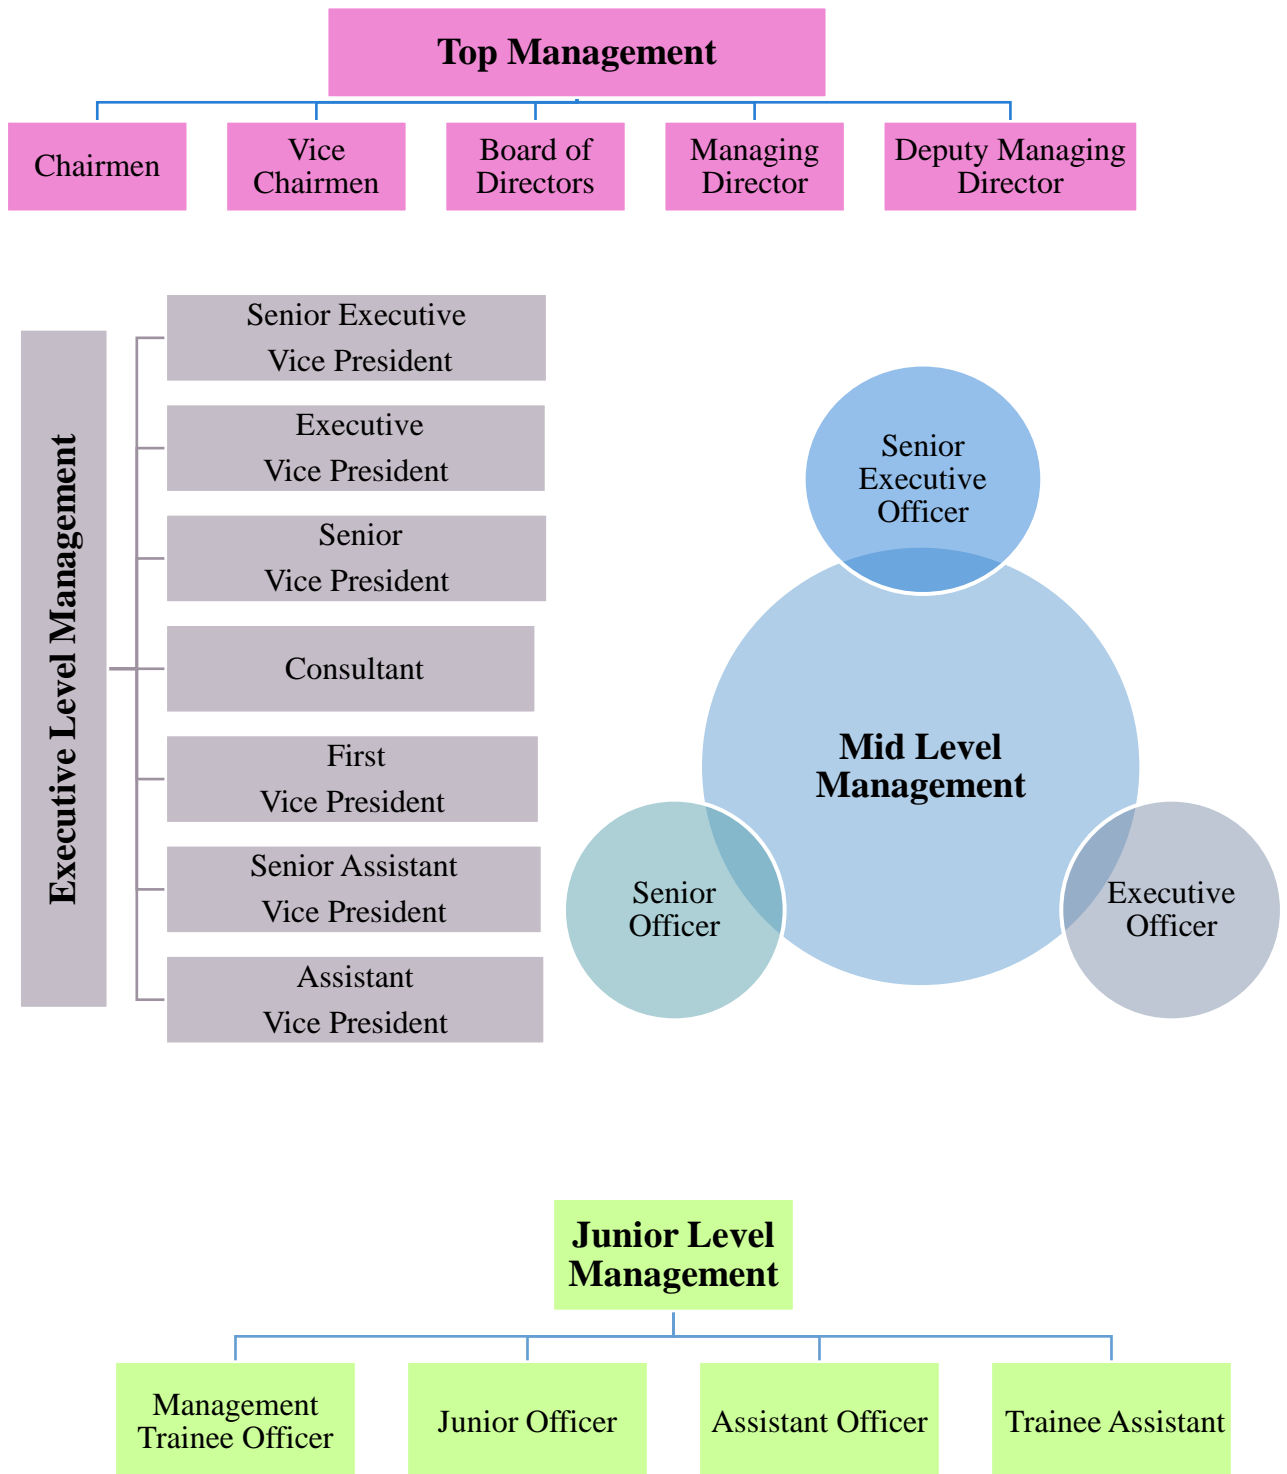 Top Management
Chairmen
Vice
Chairmen
Board of
Directors
Managing
Director
Deputy Managing
Director
Executive Level Management
Senior Executive
Vice President
Executive
Vice President
Senior
Vice President
Consultant
First
Vice President
Senior Assistant
Vice President
Assistant
Vice President
Senior
Executive
Officer
Mid Level
Management
Senior
Officer
Executive
Officer
Junior Level
Management
Management
Trainee Officer
Junior Officer
Assistant Officer
Trainee Assistant